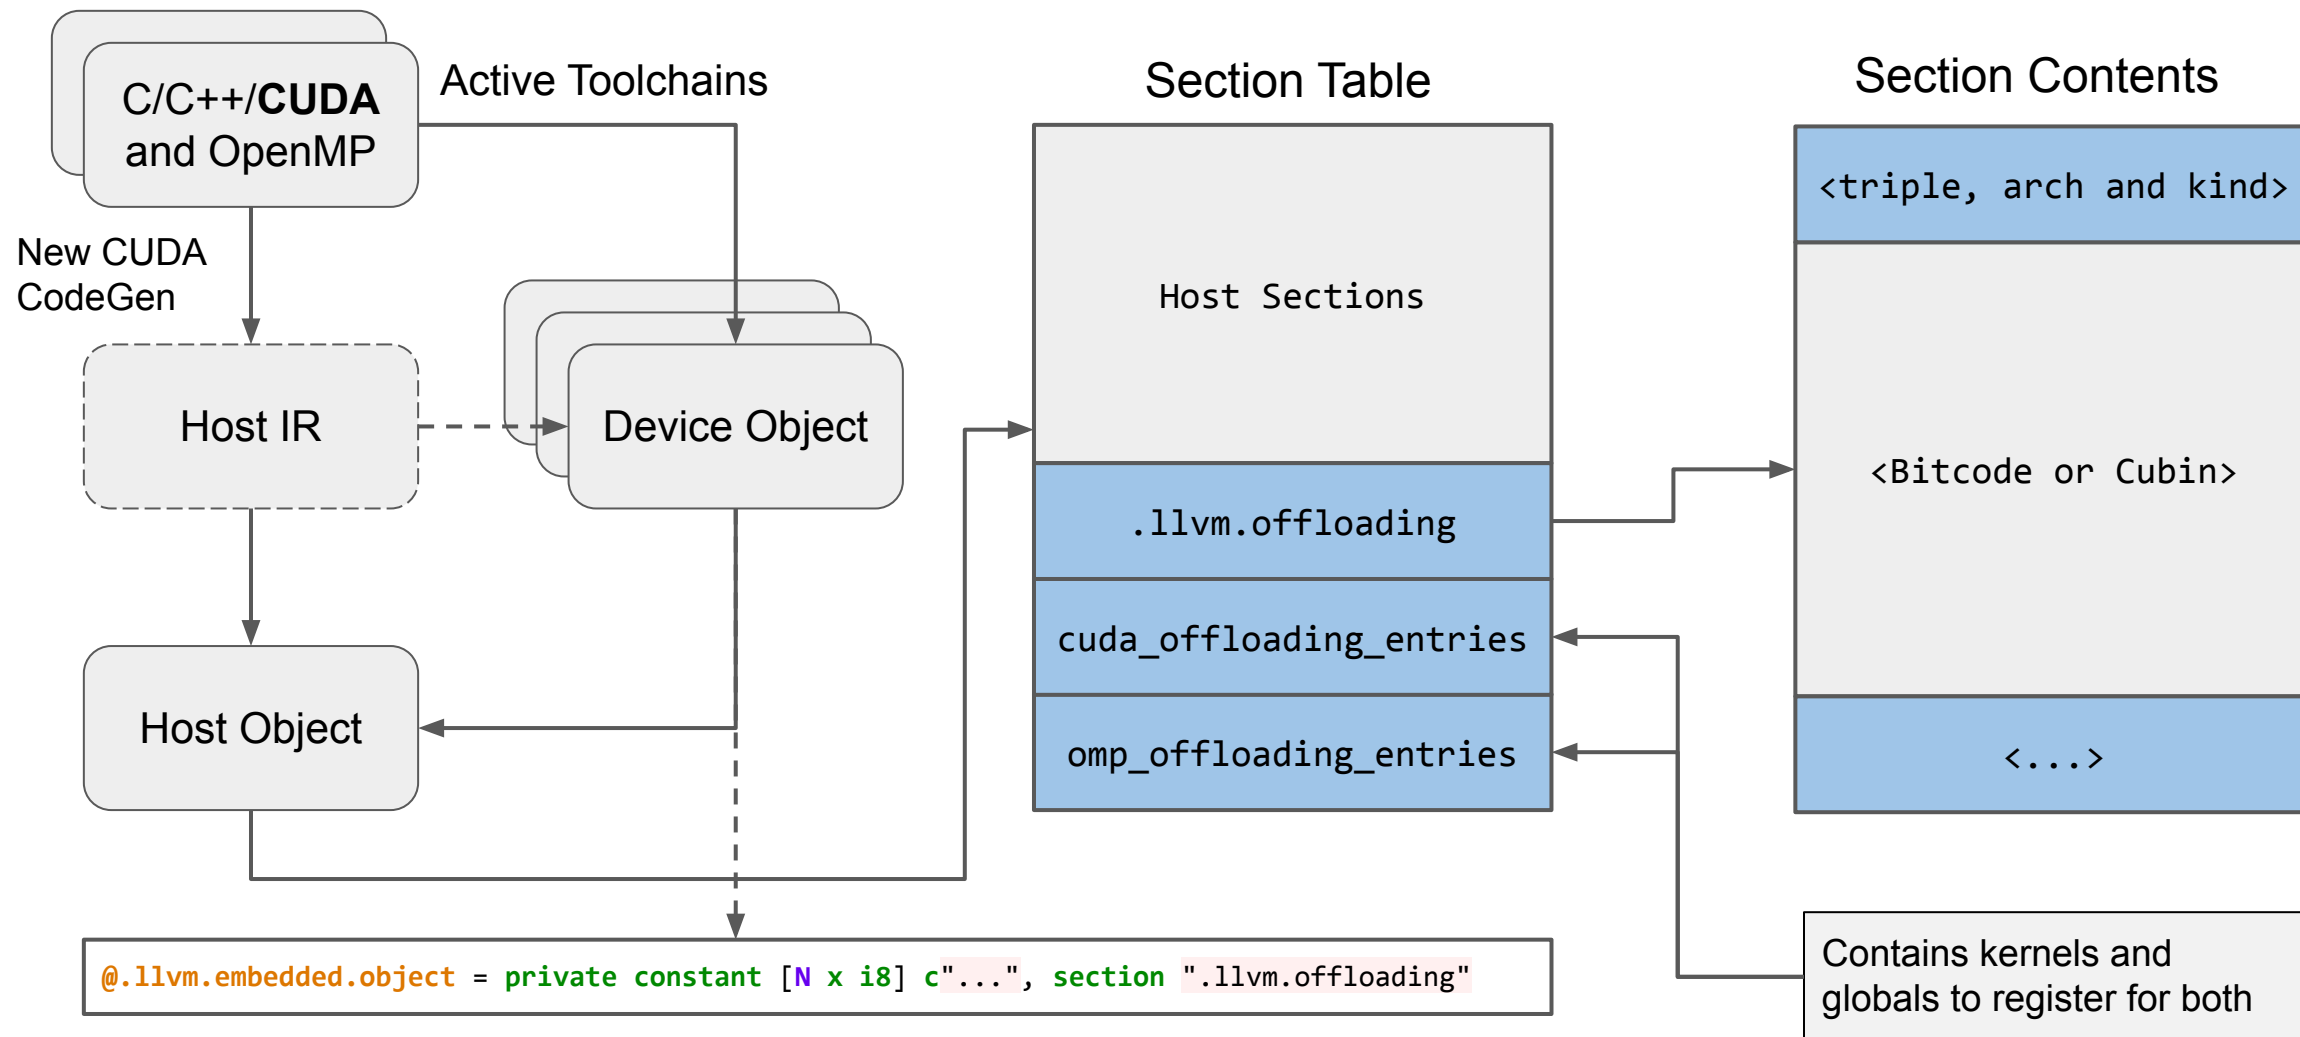 C/C++/CUDA
and OpenMP
Active Toolchains
New CUDA
CodeGen
Host IR
Device Object
Host Object
Section Table
Host Sections
.llvm.offloading
cuda_offloading_entries
omp_offloading_entries
Section Contents
<triple, arch and kind>
<Bitcode or Cubin>
<...>
Contains kernels and
globals to register for both
@.llvm.embedded.object = private constant [N x i8] c"...", section ".llvm.offloading"